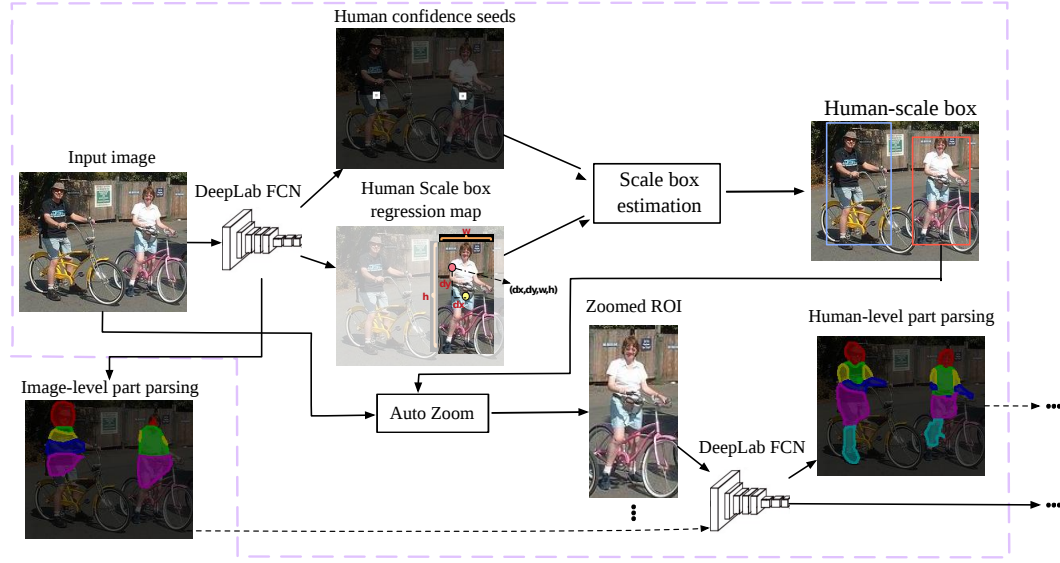 Human confidence seeds
Human-scale box
Input image
DeepLab FCN
Human Scale box
regression map
Scale box
estimation
w
dy
h
dx
(dx,dy,w,h)
Zoomed ROI
Human-level part parsing
Image-level part parsing
Auto Zoom
DeepLab FCN